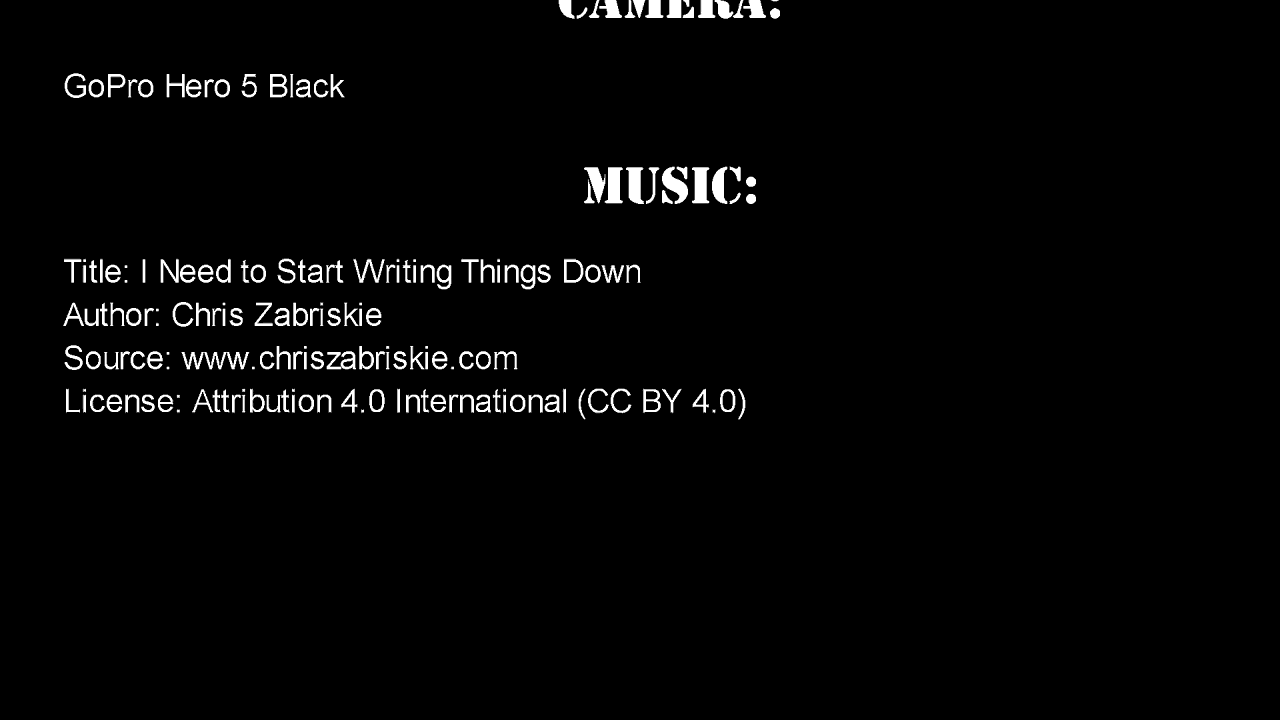 CAMERA:
GoPro Hero 5 Black
MUSIC:
Title: I Need to Start Writing Things Down
Author: Chris Zabriskie
Source: www.chriszabriskie.com
License: Attribution 4.0 International (CC BY 4.0)